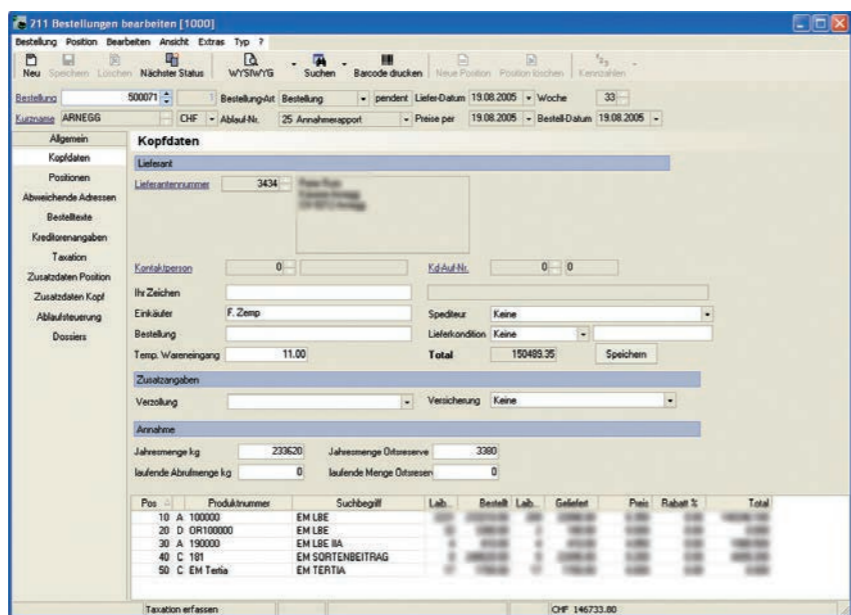 711 Bestellungen bearbeiten [1000]
Bestellung Position Bearbeiten Ansicht Extras Typ ?
Neu Speichern Löschen Nächster Status WYSIWYG Suchen Barcode drucken Neue Position Position löschen Kennzahlen
Bestellung 500071 1 Bestellung-Art Bestellung pendent Liefer-Datum 19.08.2005 Woche 33
Kurzname ARNEGG CHF Ablauf-Nr. 25 Annahmerapport Preise per 19.08.2005 Bestell-Datum 19.08.2005
Allgemein
Kopfdaten
Positionen
Abweichende Adressen
Bestelltexte
Kreditorenangaben
Taxation
Zusatzdaten Position
Zusatzdaten Kopf
Ablaufsteuerung
Dossiers
Kopfdaten
Lieferant
Lieferantennummer 3434
Kontaktperson 0 Kd-Auf-Nr. 0 0
Ihr Zeichen
Einkäufer F. Zemp Spediteur Keine
Bestellung Lieferkondition Keine
Temp. Wareneingang 11.00 Total 150489.35 Speichern
Zusatzangaben
Verzollung Versicherung Keine
Annahme
Jahresmenge kg 233620 Jahresmenge Ortsreserve 3380
laufende Abrufmenge kg 0 laufende Menge Ortsreserv 0
Pos Produktnummer Suchbegriff Laib... Bestellt Laib... Geliefert Preis Rabatt % Total
10 A 100000 EM LBE
20 D OR100000 EM LBE
30 A 190000 EM LBE IIA
40 C 181 EM SORTENBEITRAG
50 C EM Tertia EM TERTIA
Taxation erfassen CHF 146733.80